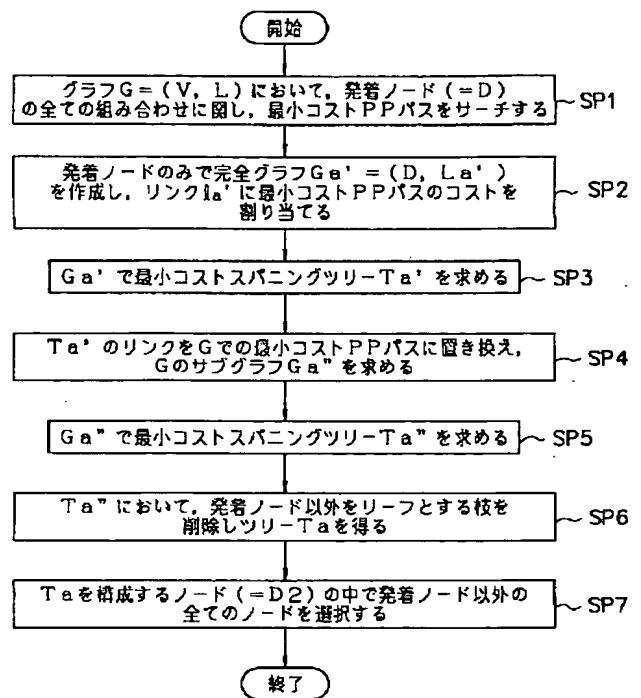 開始
グラフG=(V, L)において,発着ノード(=D)
の全ての組み合わせに関し,最小コストPPパスをサーチする
SP1
発着ノードのみで完全グラフGa'=(D, La')
を作成し,リンクla'に最小コストPPパスのコストを
割り当てる
SP2
Ga'で最小コストスパニングツリーTa'を求める
SP3
Ta'のリンクをGでの最小コストPPパスに置き換え,
GのサブグラフGa"を求める
SP4
Ga"で最小コストスパニングツリーTa"を求める
SP5
Ta"において,発着ノード以外をリーフとする枝を
削除しツリーTaを得る
SP6
Taを構成するノード(=D2)の中で発着ノード以外の
全てのノードを選択する
SP7
終了